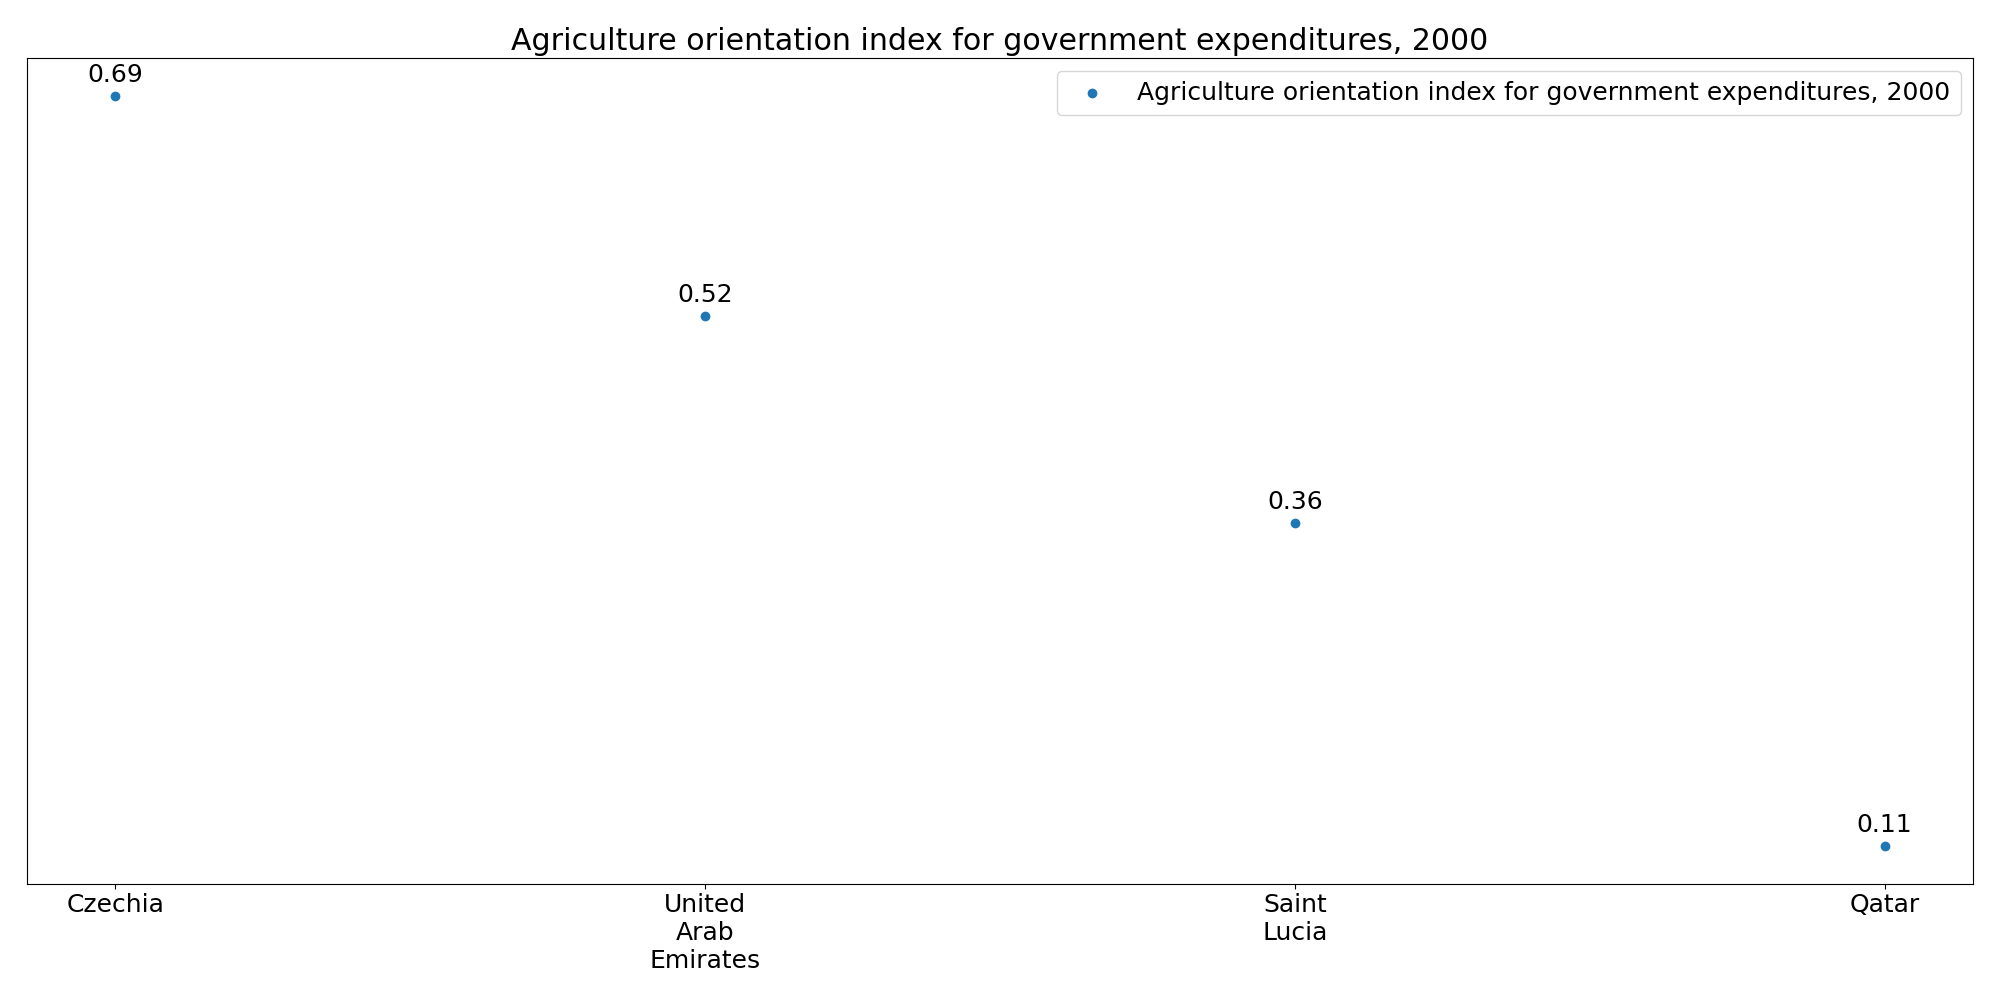 Agriculture orientation index for government expenditures, 2000
0.69
Agriculture orientation index for government expenditures, 2000
0.52
0.36
0.11
Czechia
United
Arab
Emirates
Saint
Lucia
Qatar